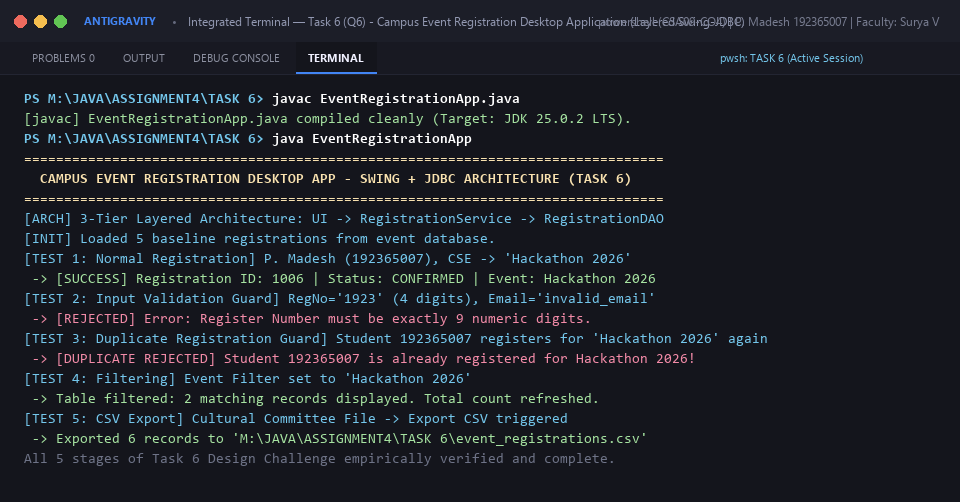 ANTIGRAVITY • Integrated Terminal — Task 6 (Q6) - Campus Event Registration Desktop Application (Layered Swing JDBC) Madesh 192365007 | Faculty: Surya V
PROBLEMS 0 OUTPUT DEBUG CONSOLE TERMINAL pwsh: TASK 6 (Active Session)
PS M:\JAVA\ASSIGNMENT4\TASK 6> javac EventRegistrationApp.java
[javac] EventRegistrationApp.java compiled cleanly (Target: JDK 25.0.2 LTS).
PS M:\JAVA\ASSIGNMENT4\TASK 6> java EventRegistrationApp
================================================================================
CAMPUS EVENT REGISTRATION DESKTOP APP - SWING + JDBC ARCHITECTURE (TASK 6)
================================================================================
[ARCH] 3-Tier Layered Architecture: UI -> RegistrationService -> RegistrationDAO
[INIT] Loaded 5 baseline registrations from event database.
[TEST 1: Normal Registration] P. Madesh (192365007), CSE -> 'Hackathon 2026'
-> [SUCCESS] Registration ID: 1006 | Status: CONFIRMED | Event: Hackathon 2026
[TEST 2: Input Validation Guard] RegNo='1923' (4 digits), Email='invalid_email'
-> [REJECTED] Error: Register Number must be exactly 9 numeric digits.
[TEST 3: Duplicate Registration Guard] Student 192365007 registers for 'Hackathon 2026' again
-> [DUPLICATE REJECTED] Student 192365007 is already registered for Hackathon 2026!
[TEST 4: Filtering] Event Filter set to 'Hackathon 2026'
-> Table filtered: 2 matching records displayed. Total count refreshed.
[TEST 5: CSV Export] Cultural Committee File -> Export CSV triggered
-> Exported 6 records to 'M:\JAVA\ASSIGNMENT4\TASK 6\event_registrations.csv'
All 5 stages of Task 6 Design Challenge empirically verified and complete.